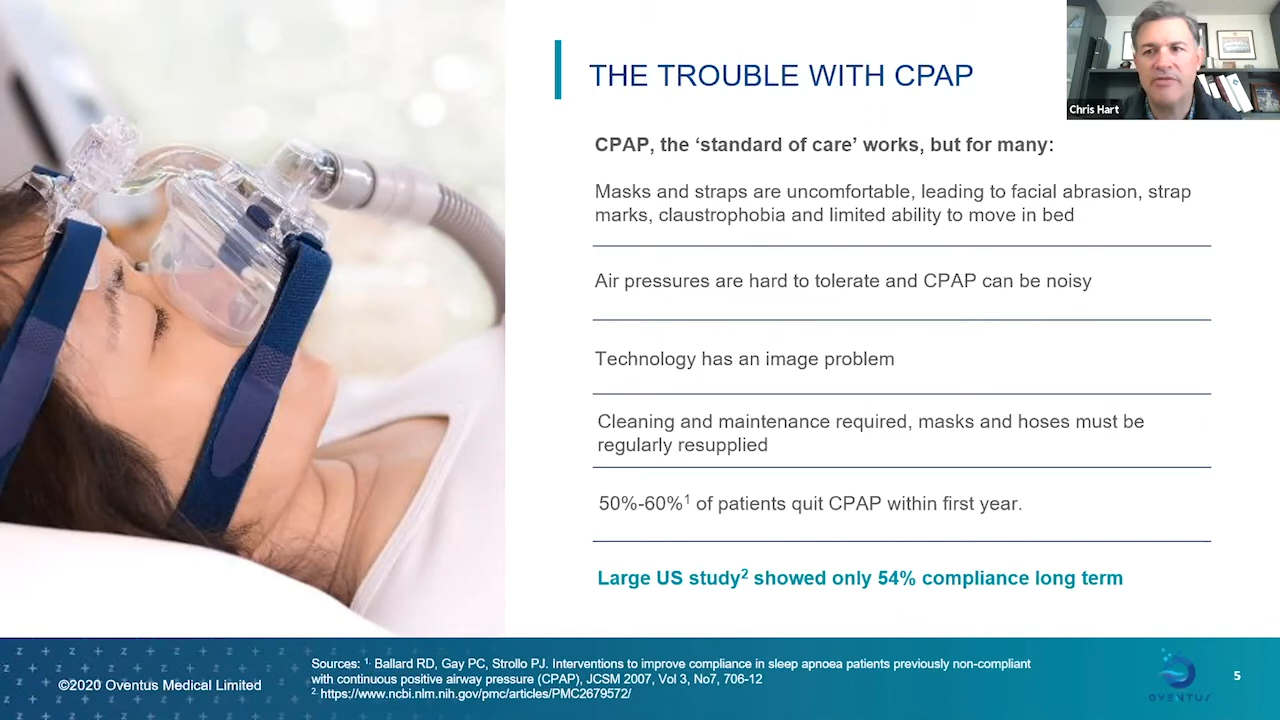 THE TROUBLE WITH CPAP
Chris Hart
CPAP, the ‘standard of care’ works, but for many:
Masks and straps are uncomfortable, leading to facial abrasion, strap
marks, claustrophobia and limited ability to move in bed
Air pressures are hard to tolerate and CPAP can be noisy
Technology has an image problem
Cleaning and maintenance required, masks and hoses must be
regularly resupplied
50%-60%¹ of patients quit CPAP within first year.
Large US study² showed only 54% compliance long term
©2020 Oventus Medical Limited
Sources: ¹· Ballard RD, Gay PC, Strollo PJ. Interventions to improve compliance in sleep apnoea patients previously non-compliant
with continuous positive airway pressure (CPAP), JCSM 2007, Vol 3, No7, 706-12
²· https://www.ncbi.nlm.nih.gov/pmc/articles/PMC2679572/
OVENTUS
5